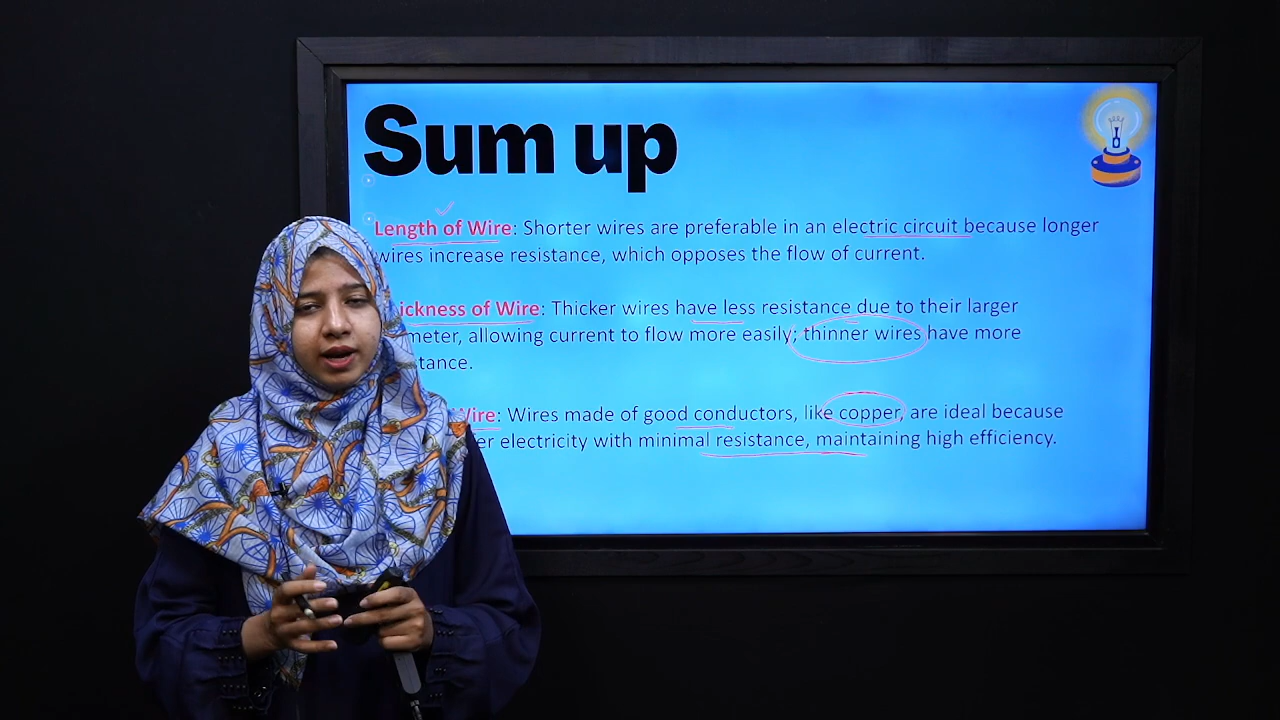 Sum up
Length of Wire: Shorter wires are preferable in an electric circuit because longer
wires increase resistance, which opposes the flow of current.
ickness of Wire: Thicker wires have less resistance due to their larger
meter, allowing current to flow more easily; thinner wires have more
tance.
Wire: Wires made of good conductors, like copper, are ideal because
er electricity with minimal resistance, maintaining high efficiency.